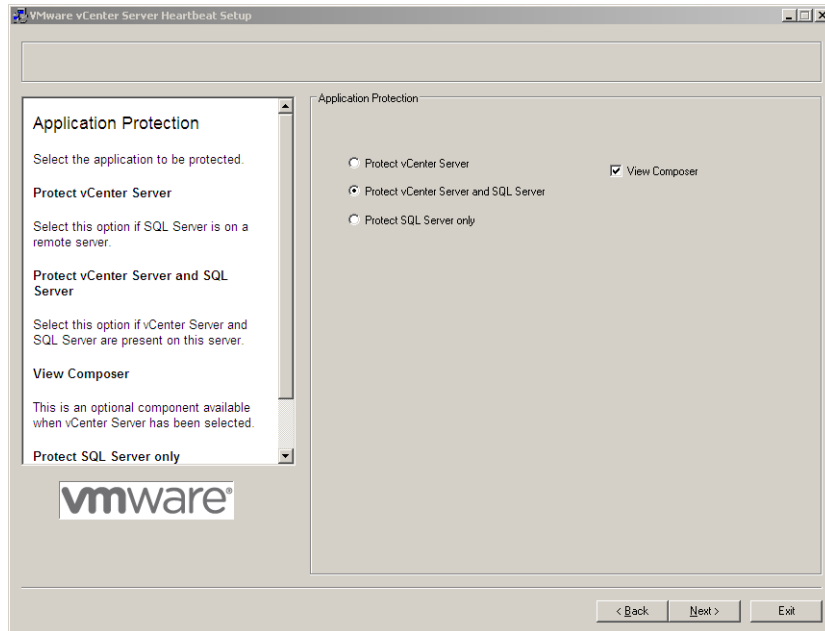 VMware vCenter Server Heartbeat Setup
Application Protection
Select the application to be protected.
Protect vCenter Server
Select this option if SQL Server is on a
remote server.
Protect vCenter Server and SQL
Server
Select this option if vCenter Server and
SQL Server are present on this server.
View Composer
This is an optional component available
when vCenter Server has been selected.
Protect SQL Server only
vmware®
Application Protection
Protect vCenter Server
View Composer
Protect vCenter Server and SQL Server
Protect SQL Server only
< Back
Next >
Exit